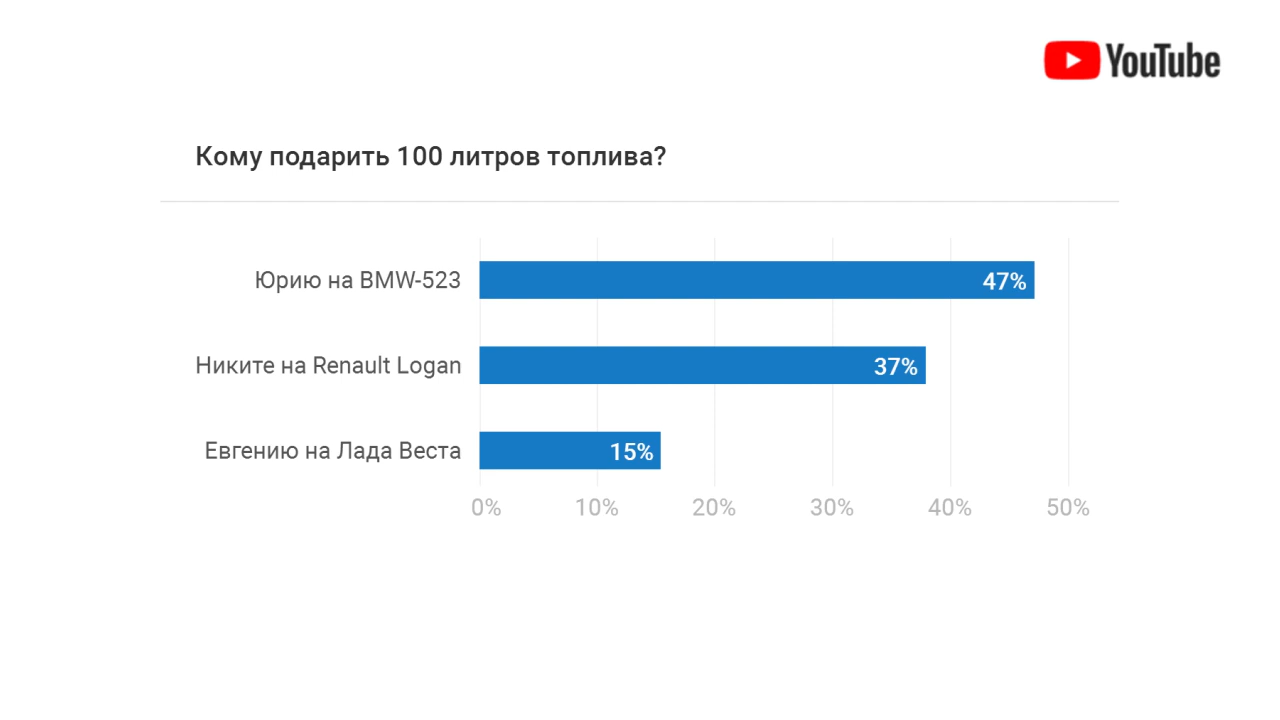 YouTube
Кому подарить 100 литров топлива?
Юрию на BMW-523
47%
Никите на Renault Logan
37%
Евгению на Лада Веста
15%
0% 10% 20% 30% 40% 50%